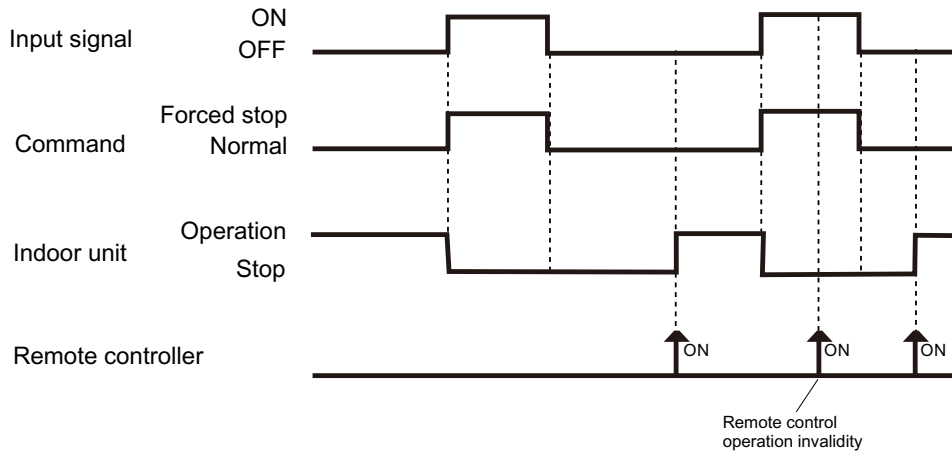 Input signal
ON
OFF
Command
Forced stop
Normal
Indoor unit
Operation
Stop
Remote controller
ON
ON
ON
Remote control
operation invalidity